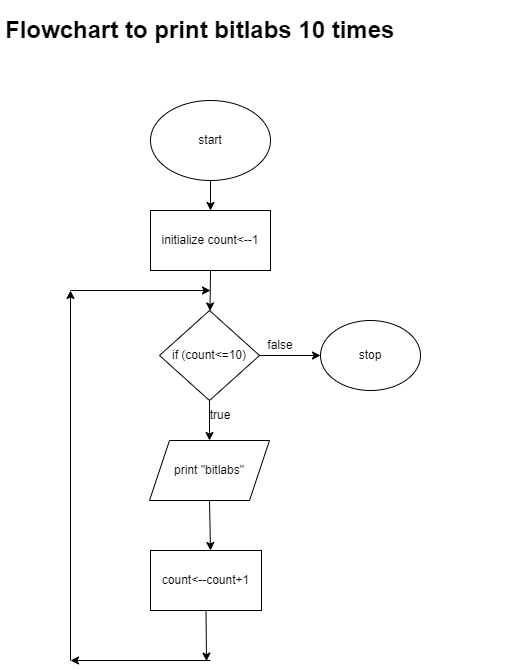 Flowchart to print bitlabs 10 times
start
initialize count<--1
if (count<=10)
false
stop
true
print "bitlabs"
count<--count+1